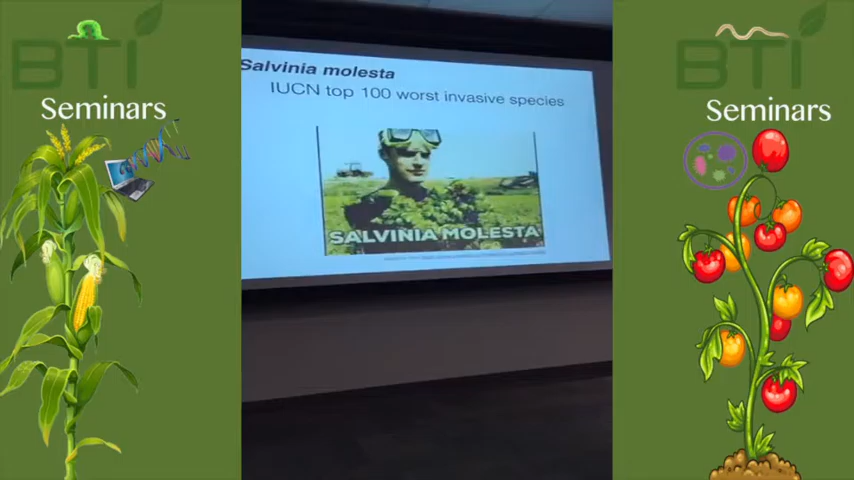 BTI
Seminars
Salvinia molesta
IUCN top 100 worst invasive species
SALVINIA MOLESTA
BTI
Seminars